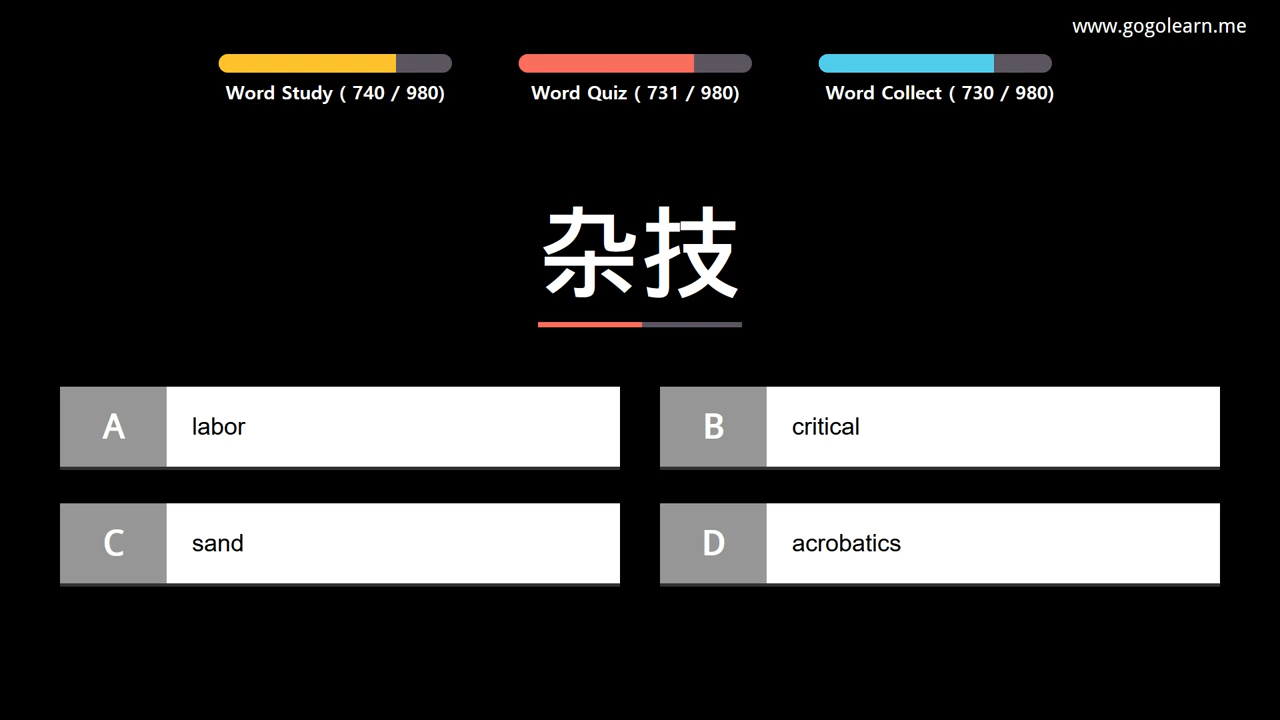 www.gogolearn.me
Word Study ( 740 / 980)
Word Quiz ( 731 / 980)
Word Collect ( 730 / 980)
杂技
A labor
B critical
C sand
D acrobatics